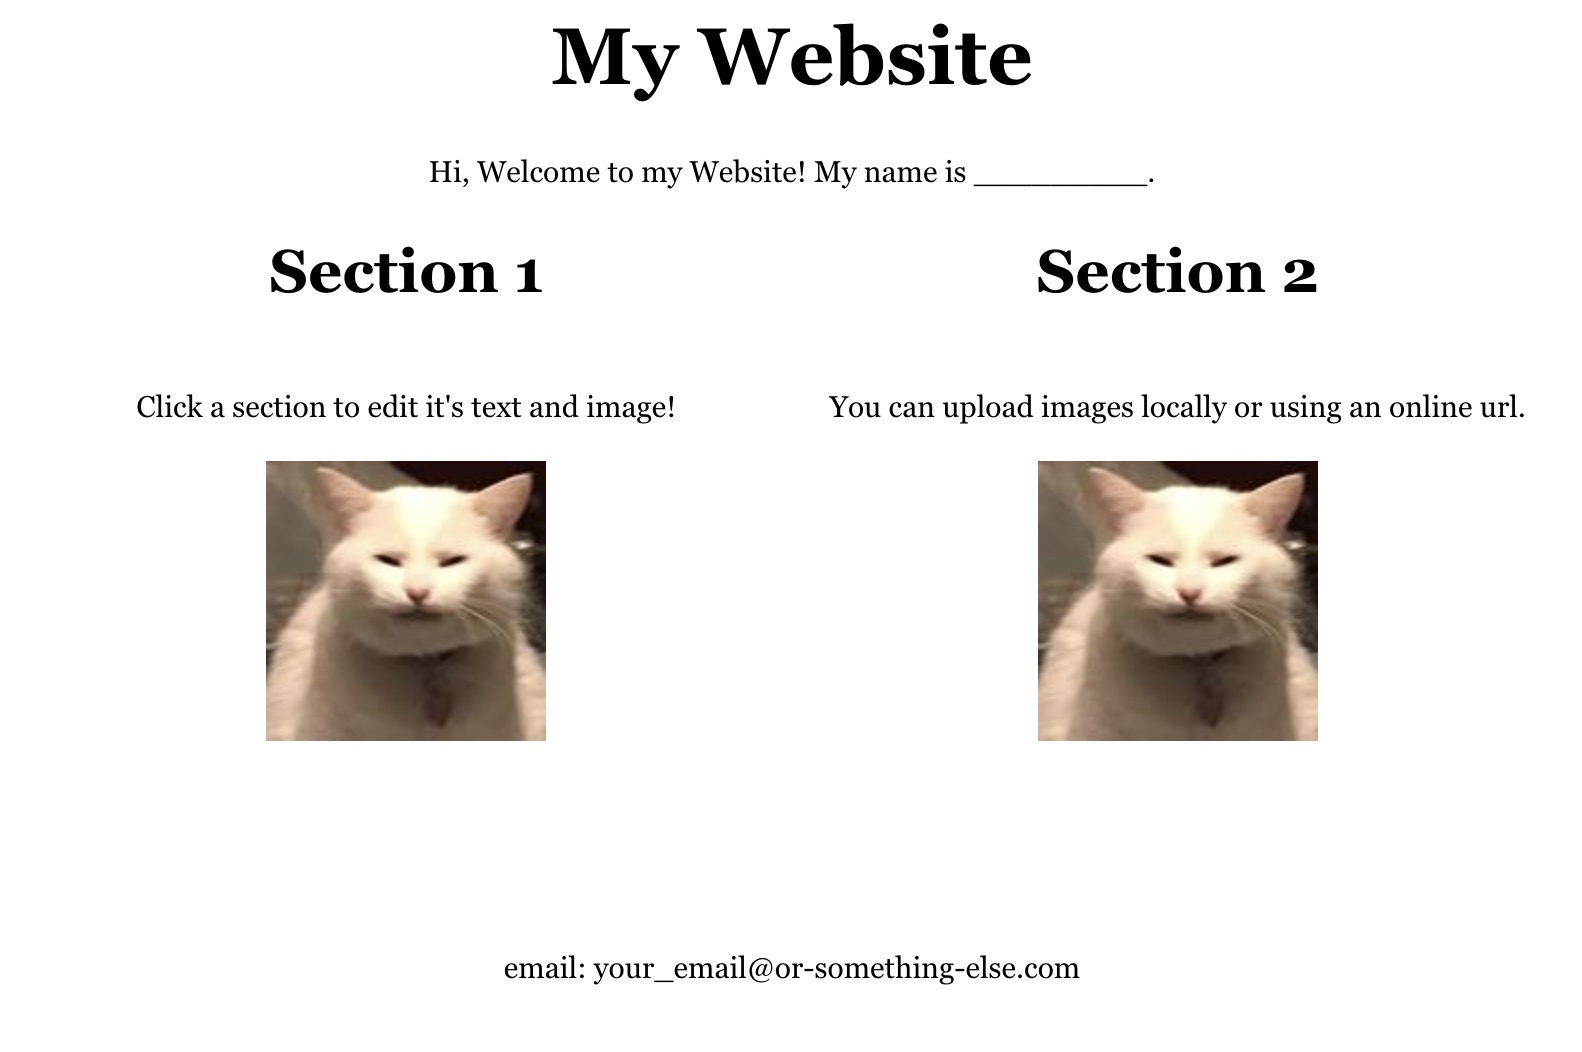 My Website
Hi, Welcome to my Website! My name is _________.
Section 1
Click a section to edit it's text and image!
Section 2
You can upload images locally or using an online url.
email: your_email@or-something-else.com